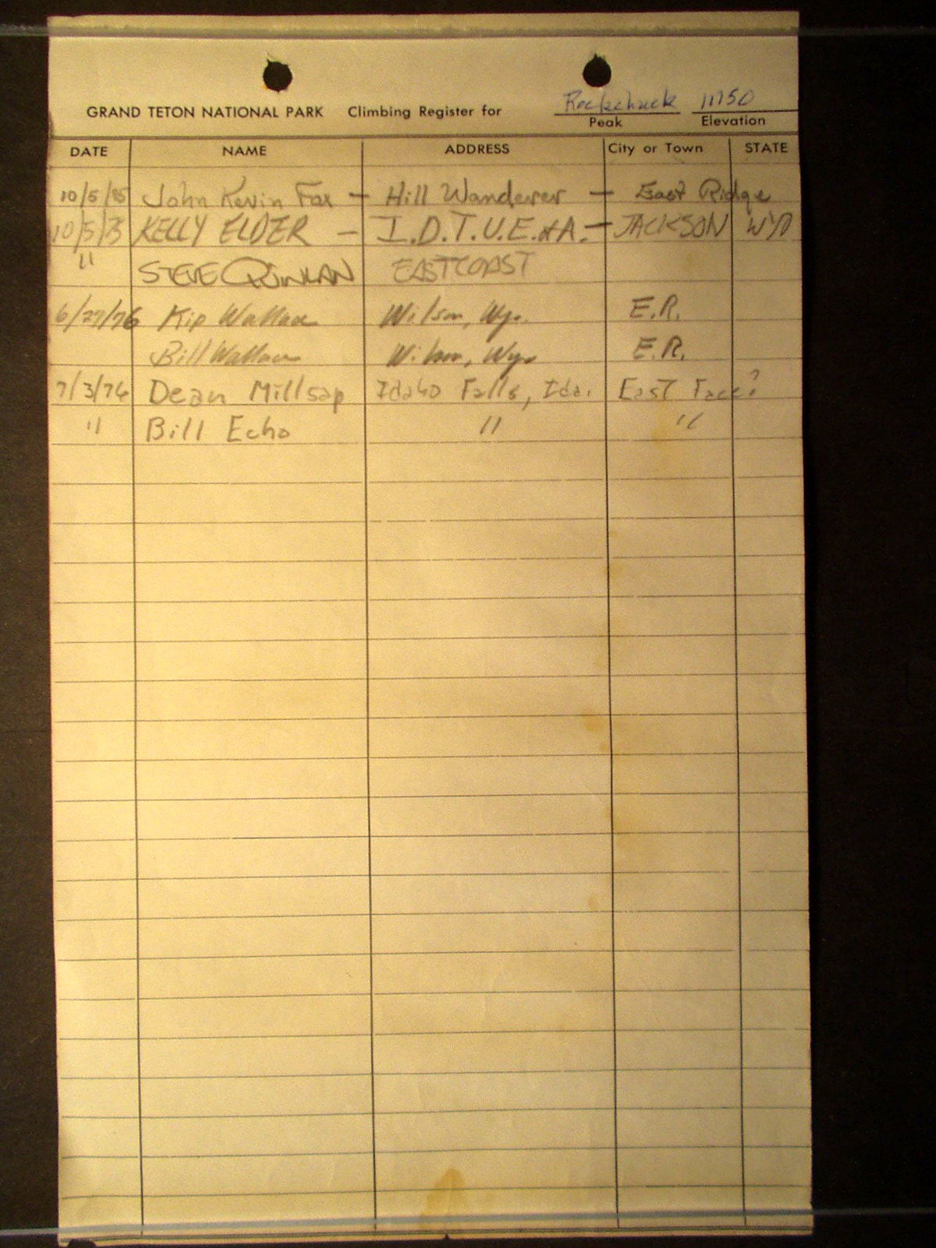 GRAND TETON NATIONAL PARK Climbing Register for Rockchuck 11150
Peak Elevation
DATE NAME ADDRESS City or Town STATE
10/5/85 John Kevin Fox – Hill Wanderer – East Ridge
10/5/ KELLY ELDER – I.D.T.U.E.&A. – JACKSON WYO
" STEVE QUINLAN EASTCOAST
6/27/76 Kip Wallace Wilson, Wyo. E.R.
Bill Wallace Wilson, Wyo E.R.
7/3/76 Dean Millsap Idaho Falls, Ida. East Face?
" Bill Echo " "